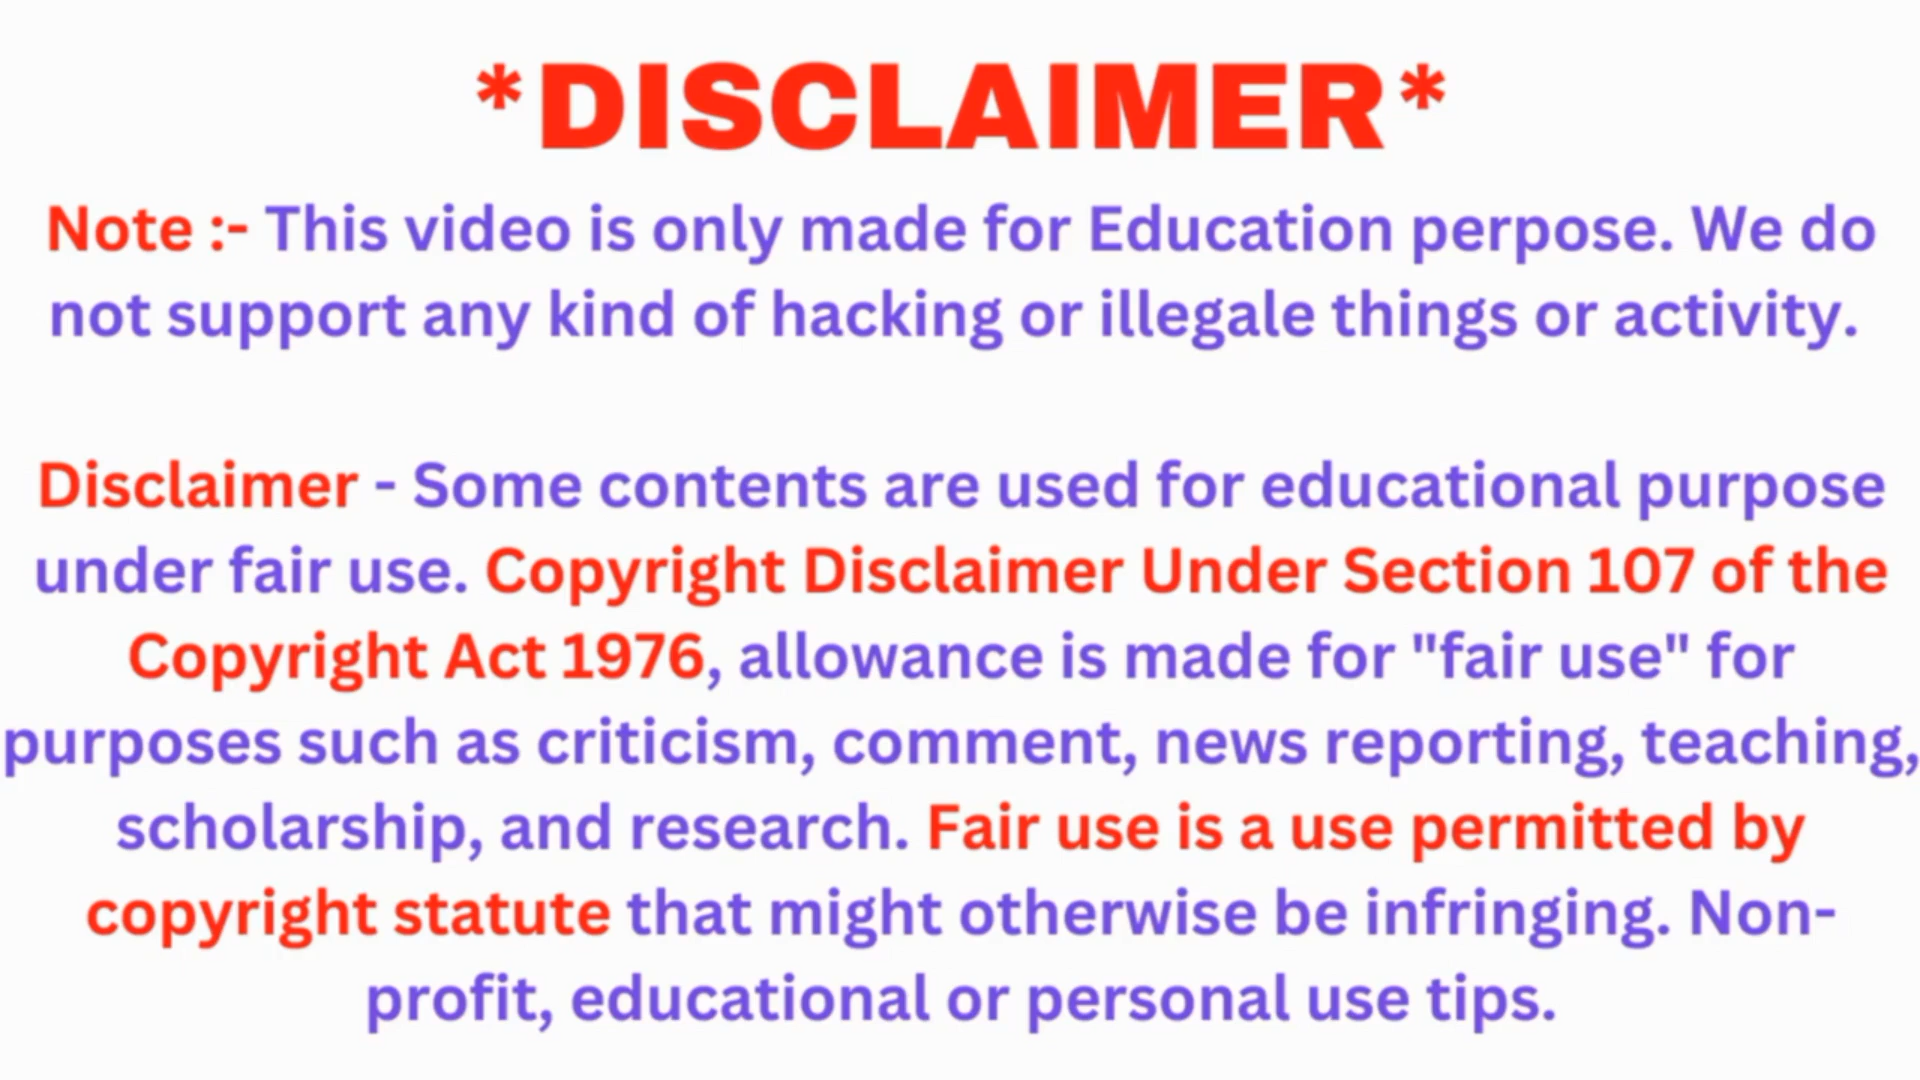 *DISCLAIMER*
Note :- This video is only made for Education perpose. We do
not support any kind of hacking or illegale things or activity.
Disclaimer - Some contents are used for educational purpose
under fair use. Copyright Disclaimer Under Section 107 of the
Copyright Act 1976, allowance is made for "fair use" for
purposes such as criticism, comment, news reporting, teaching,
scholarship, and research. Fair use is a use permitted by
copyright statute that might otherwise be infringing. Non-
profit, educational or personal use tips.